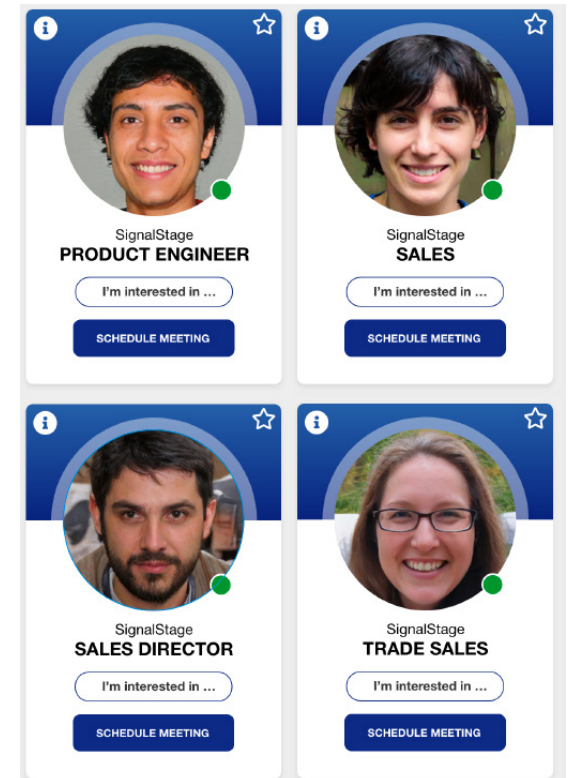 SignalStage
PRODUCT ENGINEER
I'm interested in ...
SCHEDULE MEETING
SignalStage
SALES
I'm interested in ...
SCHEDULE MEETING
SignalStage
SALES DIRECTOR
I'm interested in ...
SCHEDULE MEETING
SignalStage
TRADE SALES
I'm interested in ...
SCHEDULE MEETING